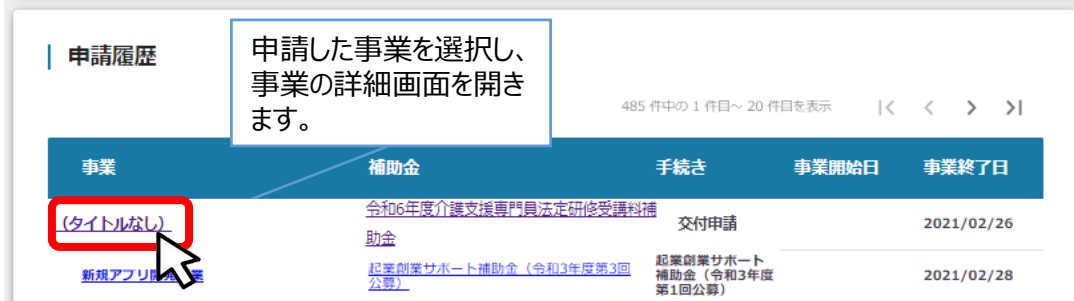 申請履歴
申請した事業を選択し、
事業の詳細画面を開き
ます。
485 件中の 1 件目～ 20 件目を表示
事業 補助金 手続き 事業開始日 事業終了日
(タイトルなし) 令和6年度介護支援専門員法定研修受講料補
助金
交付申請 2021/02/26
新規アプリ開発事業 起業創業サポート補助金（令和3年度第3回
公募）
起業創業サポート
補助金（令和3年度
第1回公募）
2021/02/28